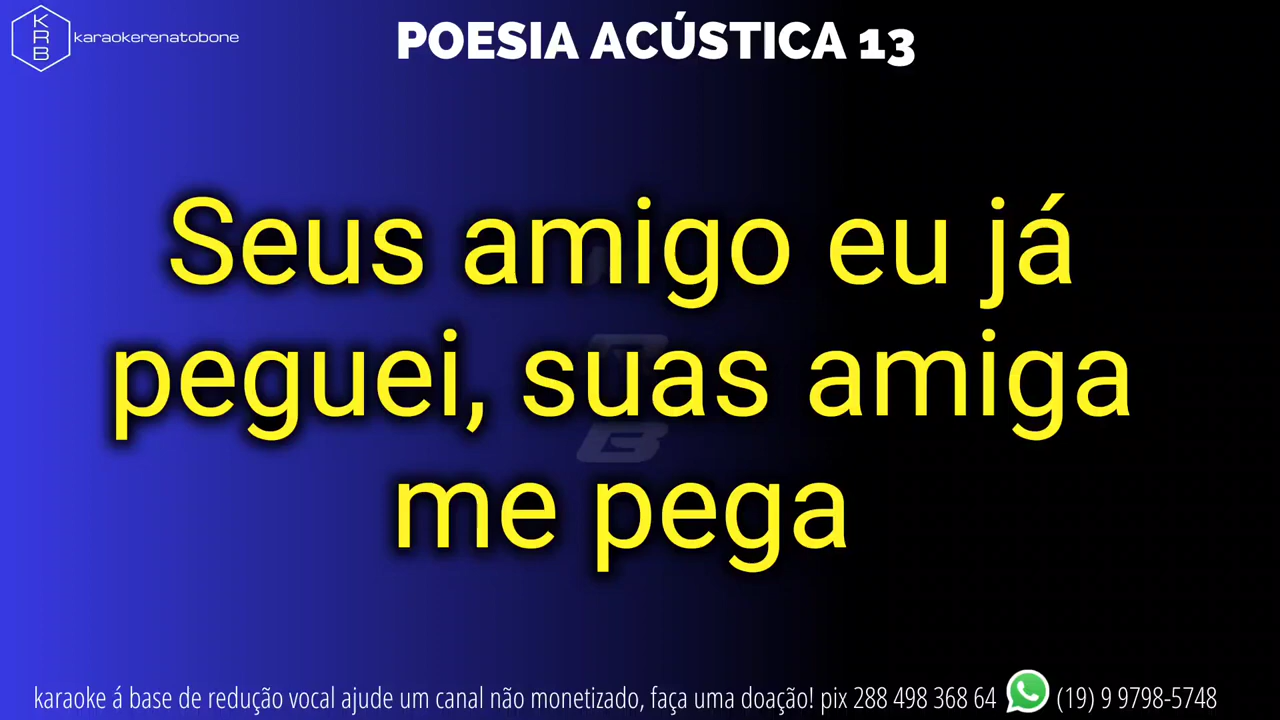 KRB
karaokerenatobone
POESIA ACÚSTICA 13
Seus amigo eu já
peguei, suas amiga
me pega
karaoke á base de redução vocal ajude um canal não monetizado, faça uma doação! pix 288 498 368 64 (19) 9 9798-5748